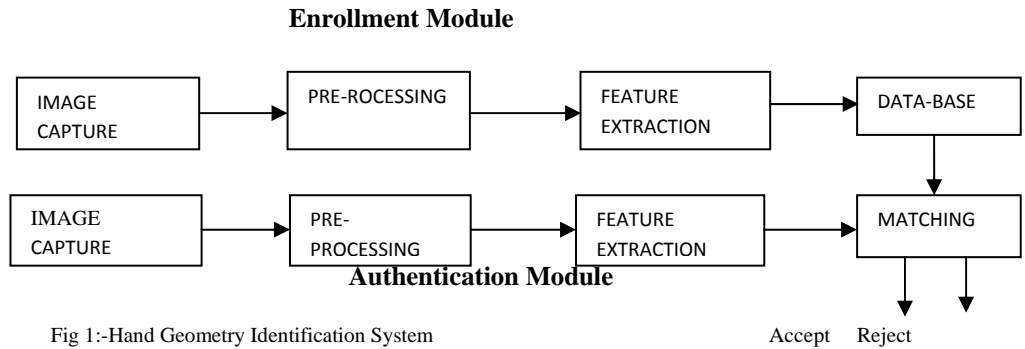 Enrollment Module
IMAGE
CAPTURE
PRE-ROCESSING
FEATURE
EXTRACTION
DATA-BASE
IMAGE
CAPTURE
PRE-
PROCESSING
FEATURE
EXTRACTION
MATCHING
Authentication Module
Fig 1:-Hand Geometry Identification System
Accept Reject